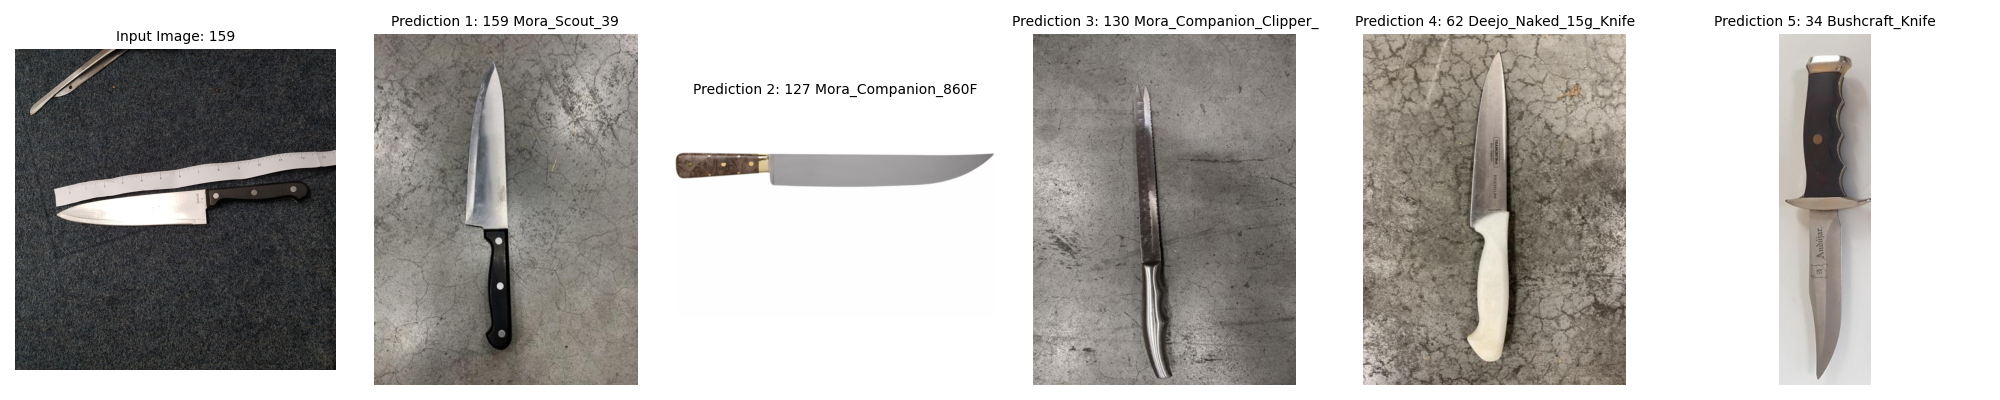 Input Image: 159
Prediction 1: 159 Mora_Scout_39
Prediction 2: 127 Mora_Companion_860F
Prediction 3: 130 Mora_Companion_Clipper_
Prediction 4: 62 Deejo_Naked_15g_Knife
Prediction 5: 34 Bushcraft_Knife